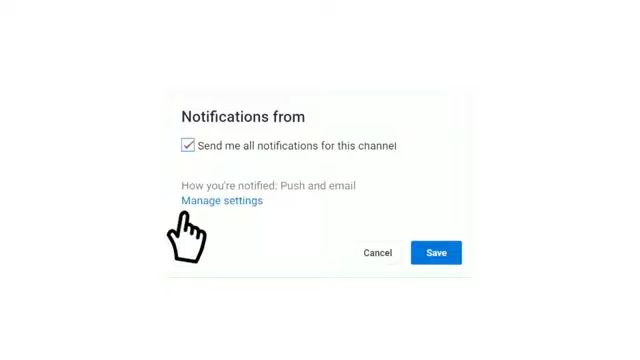 Notifications from
Send me all notifications for this channel
How you're notified: Push and email
Manage settings
Cancel
Save